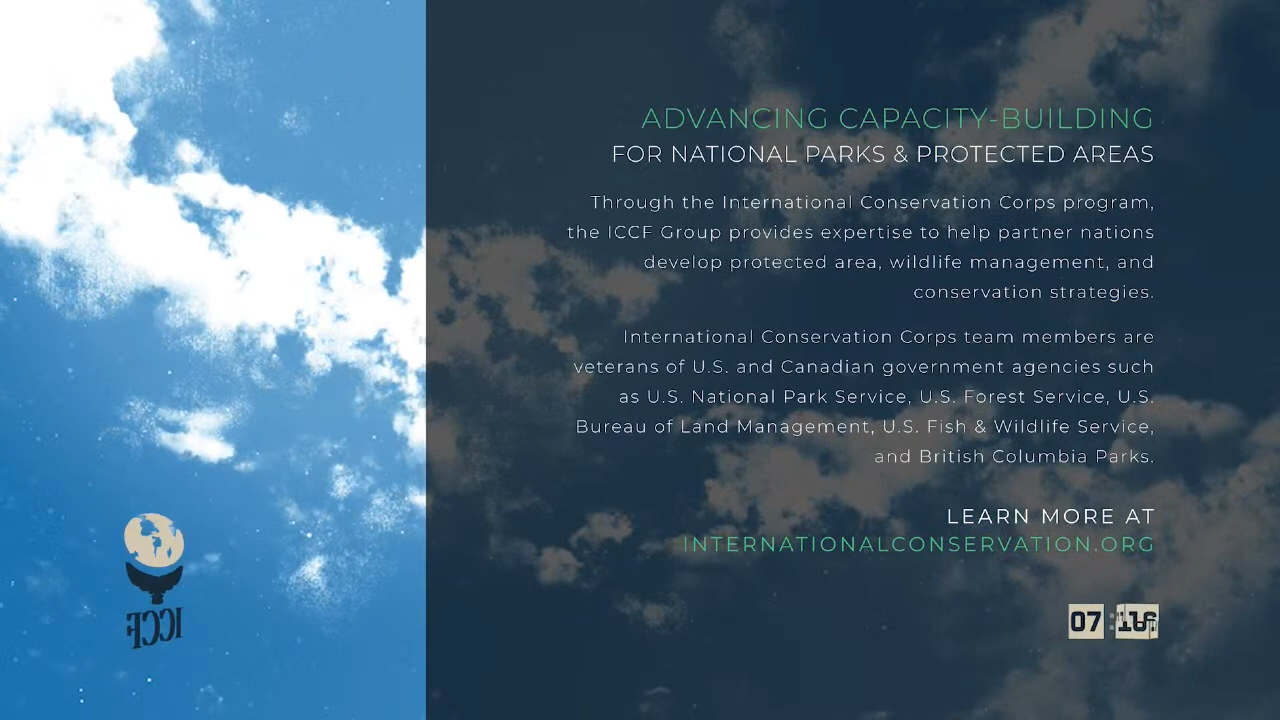 ADVANCING CAPACITY-BUILDING
FOR NATIONAL PARKS & PROTECTED AREAS
Through the International Conservation Corps program,
the ICCF Group provides expertise to help partner nations
develop protected area, wildlife management, and
conservation strategies.
International Conservation Corps team members are
veterans of U.S. and Canadian government agencies such
as U.S. National Park Service, U.S. Forest Service, U.S.
Bureau of Land Management, U.S. Fish & Wildlife Service,
and British Columbia Parks.
LEARN MORE AT
INTERNATIONALCONSERVATION.ORG
ICCF
07